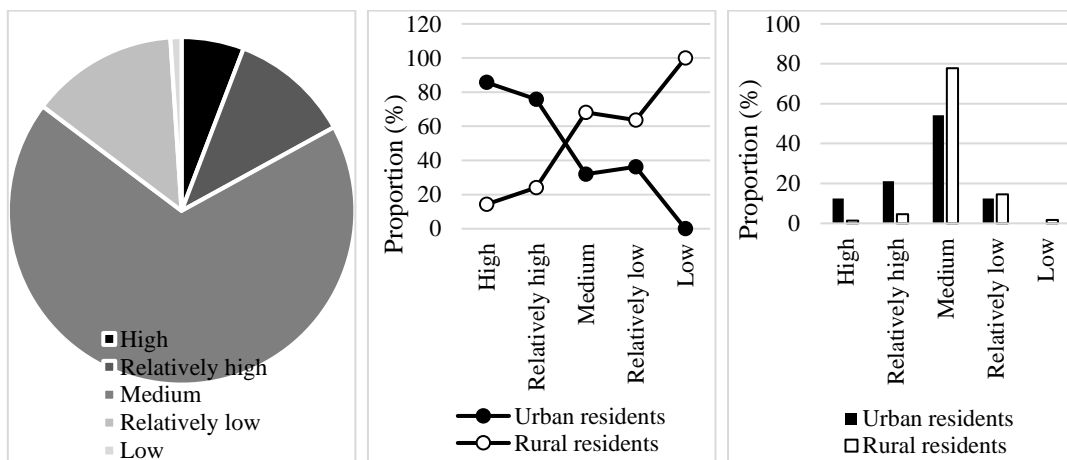 High
Relatively high
Medium
Relatively low
Low
Proportion (%)
120
100
80
60
40
20
0
High
Relatively high
Medium
Relatively low
Low
Urban residents
Rural residents
Proportion (%)
100
80
60
40
20
0
High
Relatively high
Medium
Relatively low
Low
Urban residents
Rural residents